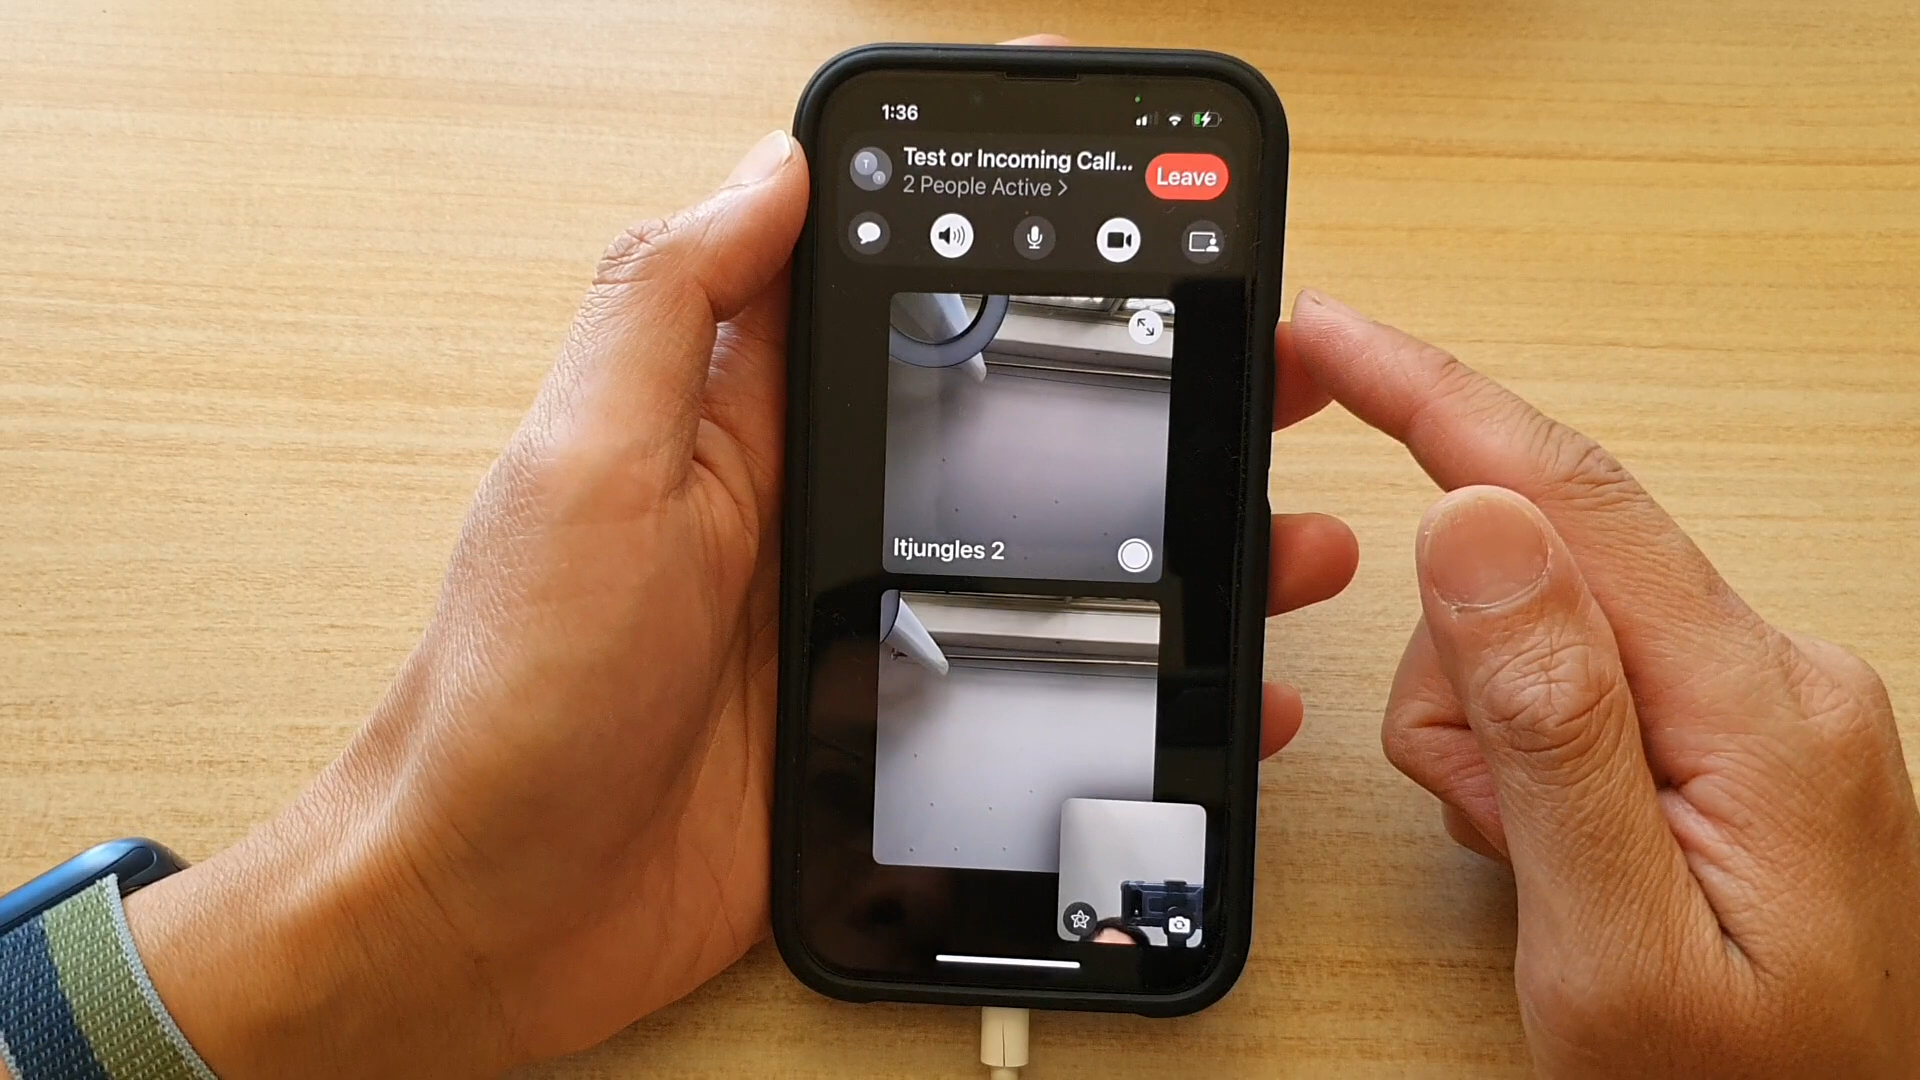 1:36
Test or Incoming Call...
Leave
2 People Active >
T
Itjungles 2